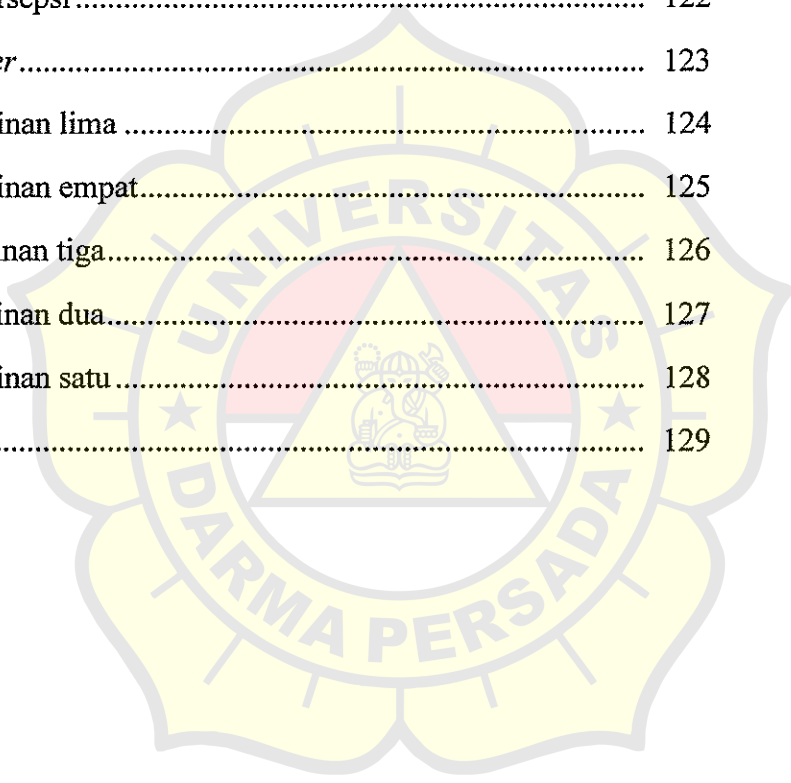 rsepsi........................................................................ 122
er................................................................................ 123
inan lima .................................................................. 124
inan empat................................................................ 125
inan tiga.................................................................... 126
inan dua.................................................................... 127
inan satu ................................................................... 128
.................................................................................... 129
UNIVERSITAS
DARMA PERSADA